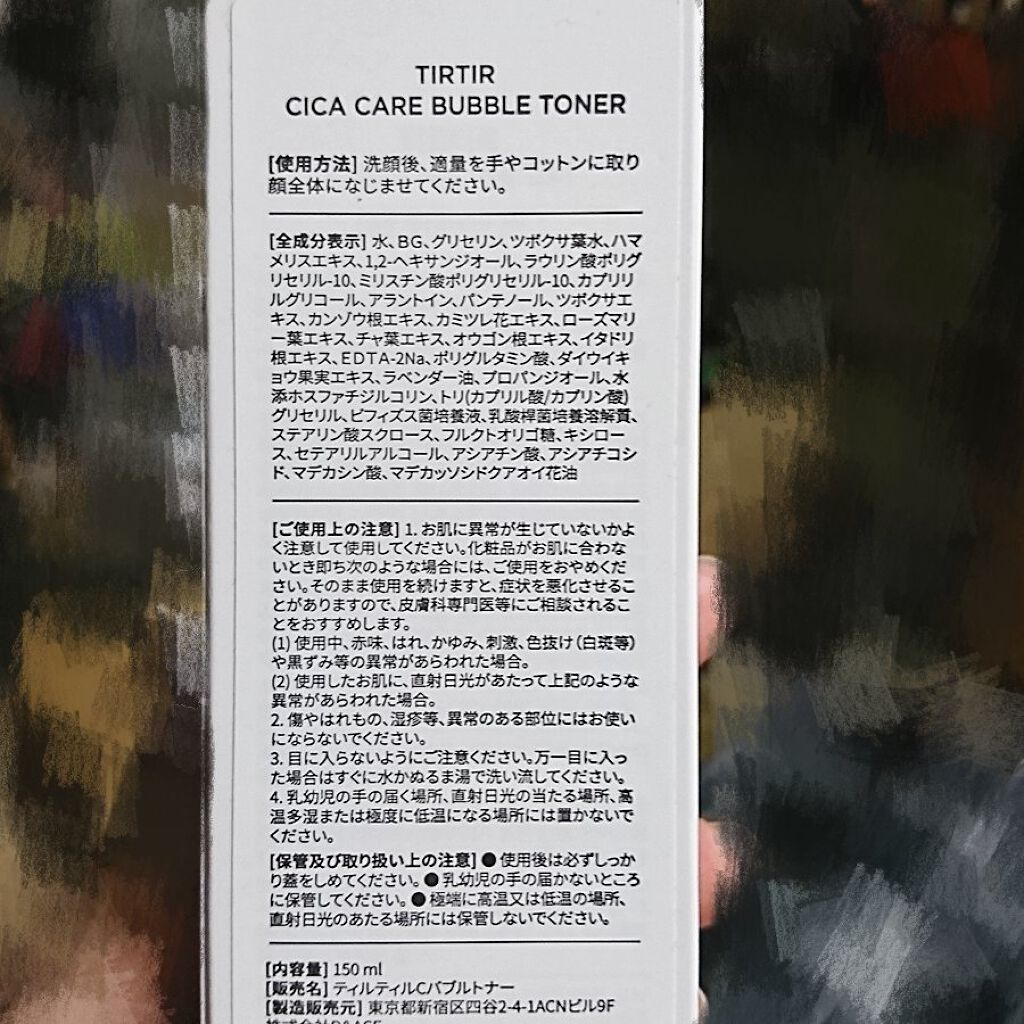 TIRTIR
CICA CARE BUBBLE TONER
[使用方法] 洗顔後、適量を手やコットンに取り
顔全体になじませてください。
[全成分表示] 水、BG、グリセリン、ツボクサ葉水、ハマ
メリスエキス、1,2-ヘキサンジオール、ラウリン酸ポリグ
リセリル-10、ミリスチン酸ポリグリセリル-10、カプリリ
ルグリコール、アラントイン、パンテノール、ツボクサエ
キス、カンゾウ根エキス、カミツレ花エキス、ローズマリ
ー葉エキス、チャ葉エキス、オウゴン根エキス、イタドリ
根エキス、EDTA-2Na、ポリグルタミン酸、ダイウイキ
ョウ果実エキス、ラベンダー油、プロパンジオール、水
添ホスファチジルコリン、トリ(カプリル酸/カプリン酸)
グリセリル、ビフィズス菌培養液、乳酸桿菌培養溶解質、
ステアリン酸スクロース、フルクトオリゴ糖、キシロー
ス、セテアリルアルコール、アシアチン酸、アシアチコシ
ド、マデカシン酸、マデカッソシドクアオイ花油
[ご使用上の注意] 1. お肌に異常が生じていないかよ
く注意して使用してください。化粧品がお肌に合わな
いとき即ち次のような場合には、ご使用をおやめくだ
さい。そのまま使用を続けますと、症状を悪化させるこ
とがありますので、皮膚科専門医等にご相談されるこ
とをおすすめします。
(1) 使用中、赤味、はれ、かゆみ、刺激、色抜け(白斑等)
や黒ずみ等の異常があらわれた場合。
(2) 使用したお肌に、直射日光があたって上記のような
異常があらわれた場合。
2. 傷やはれもの、湿疹等、異常のある部位にはお使い
にならないでください。
3. 目に入らないようにご注意ください。万一目に入っ
た場合はすぐに水かぬるま湯で洗い流してください。
4. 乳幼児の手の届く場所、直射日光の当たる場所、高
温多湿または極度に低温になる場所には置かないで
ください。
[保管及び取り扱い上の注意] ● 使用後は必ずしっか
り蓋をしめてください。● 乳幼児の手の届かないところ
に保管してください。● 極端に高温又は低温の場所、
直射日光のあたる場所には保管しないでください。
[内容量] 150 ml
[販売名] ティルティルCバブルトナー
[製造販売元] 東京都新宿区四谷2-4-1ACNビル9F